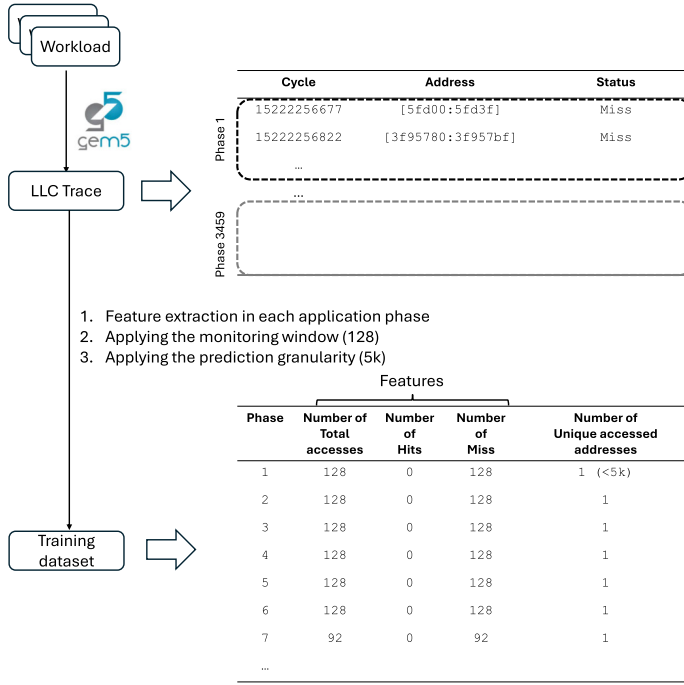 Workload
gem5
LLC Trace
Cycle Address Status
Phase 1
15222256677 [5fd00:5fd3f] Miss
15222256822 [3f95780:3f957bf] Miss
…
...
Phase 3459
1. Feature extraction in each application phase
2. Applying the monitoring window (128)
3. Applying the prediction granularity (5k)
Features
Phase Number of Number Number Number of
Total of of Unique accessed
accesses Hits Miss addresses
1 128 0 128 1 (<5k)
2 128 0 128 1
3 128 0 128 1
4 128 0 128 1
5 128 0 128 1
6 128 0 128 1
7 92 0 92 1
…
Training
dataset